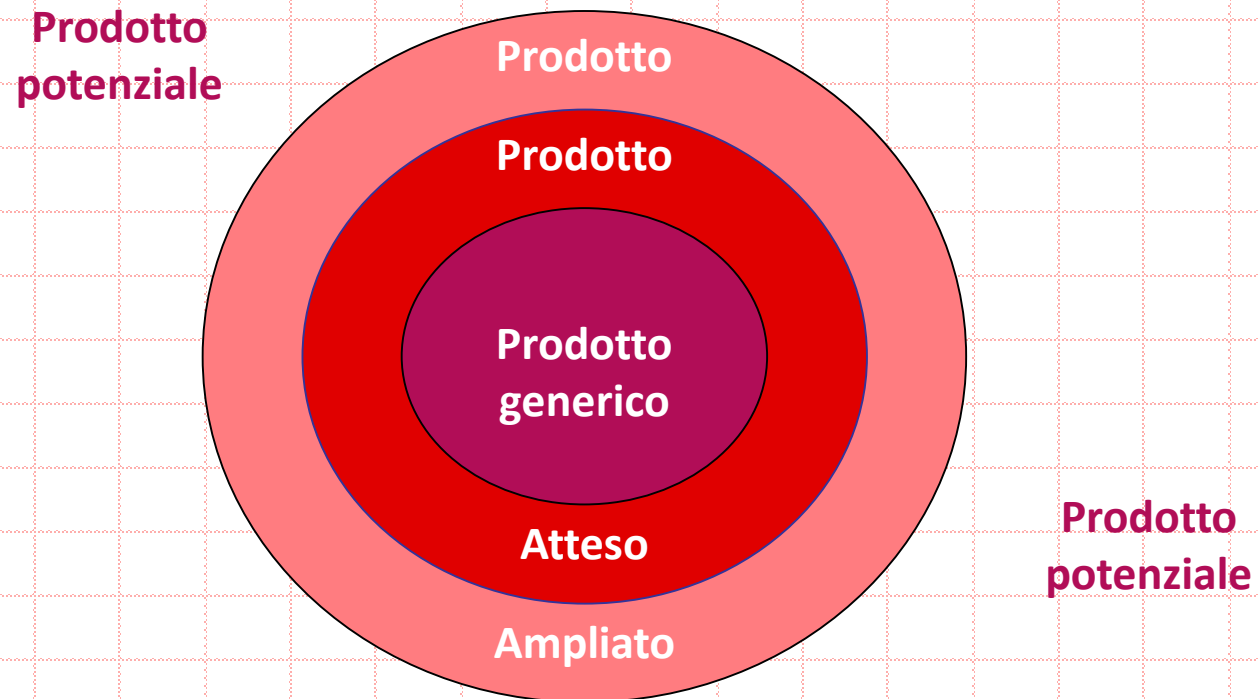 Prodotto
potenziale
Prodotto
Prodotto
Prodotto
generico
Atteso
Ampliato
Prodotto
potenziale